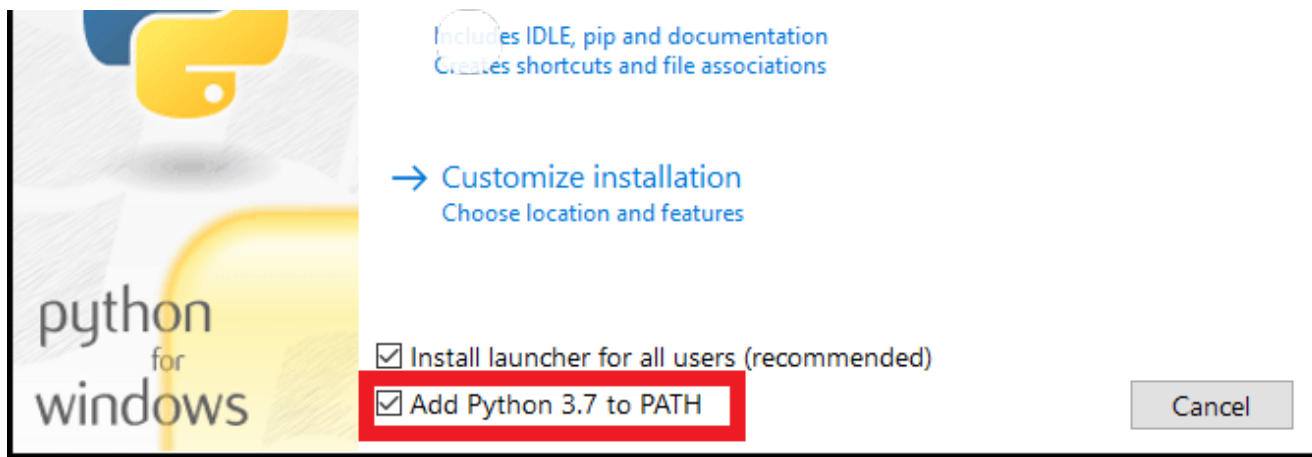 Includes IDLE, pip and documentation
Creates shortcuts and file associations
→ Customize installation
Choose location and features
python
for
windows
Install launcher for all users (recommended)
Add Python 3.7 to PATH
Cancel